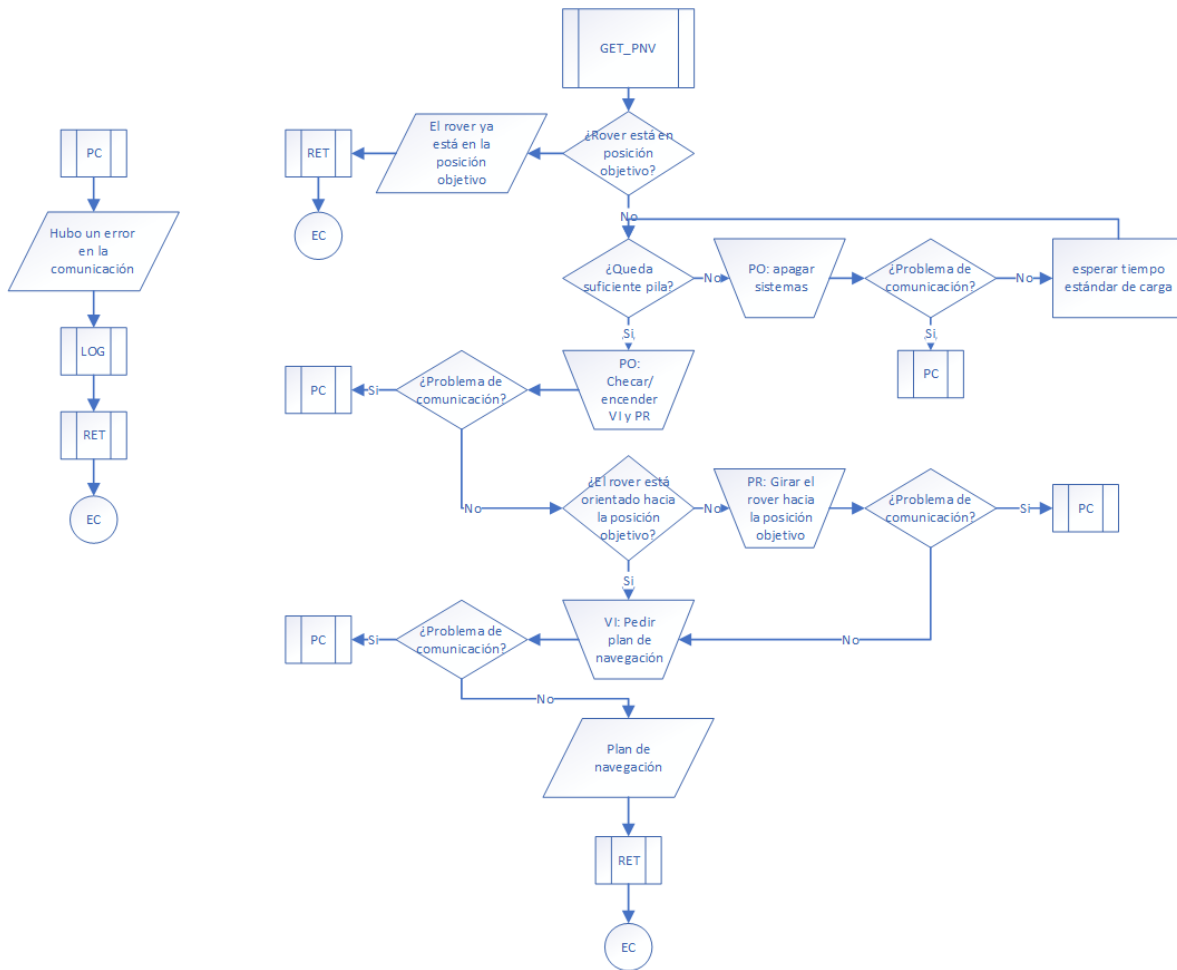 GET_PNV
¿Rover está en
posición
objetivo?
El rover ya
está en la
posición
objetivo
RET
EC
PC
Hubo un error
en la
comunicación
LOG
RET
EC
No
¿Queda
suficiente pila?
No
PO: apagar
sistemas
¿Problema de
comunicación?
No
esperar tiempo
estándar de carga
Si
PC
Si
PO:
Checar/
encender
VI y PR
¿Problema de
comunicación?
Si
PC
No
¿El rover está
orientado hacia
la posición
objetivo?
No
PR: Girar el
rover hacia
la posición
objetivo
¿Problema de
comunicación?
Si
PC
No
Si
VI: Pedir
plan de
navegación
¿Problema de
comunicación?
Si
PC
No
Plan de
navegación
RET
EC